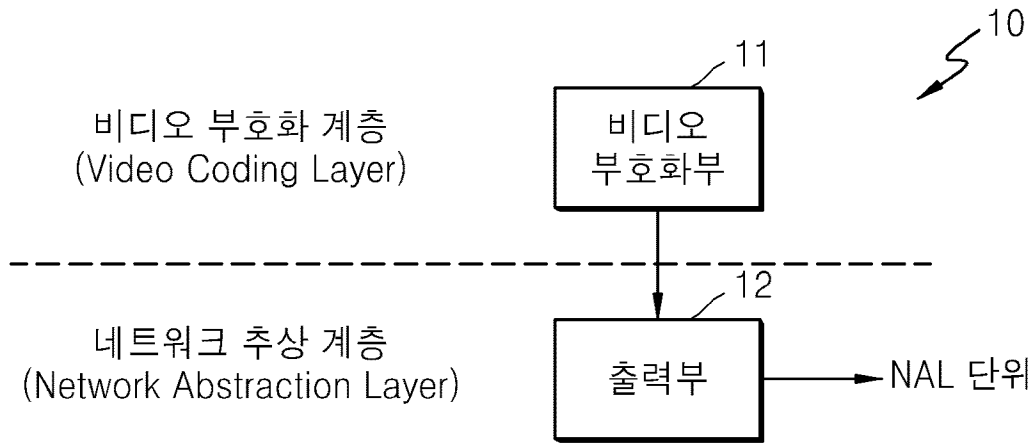 10
11
비디오 부호화 계층
(Video Coding Layer)
비디오
부호화부
12
네트워크 추상 계층
(Network Abstraction Layer)
출력부
NAL 단위